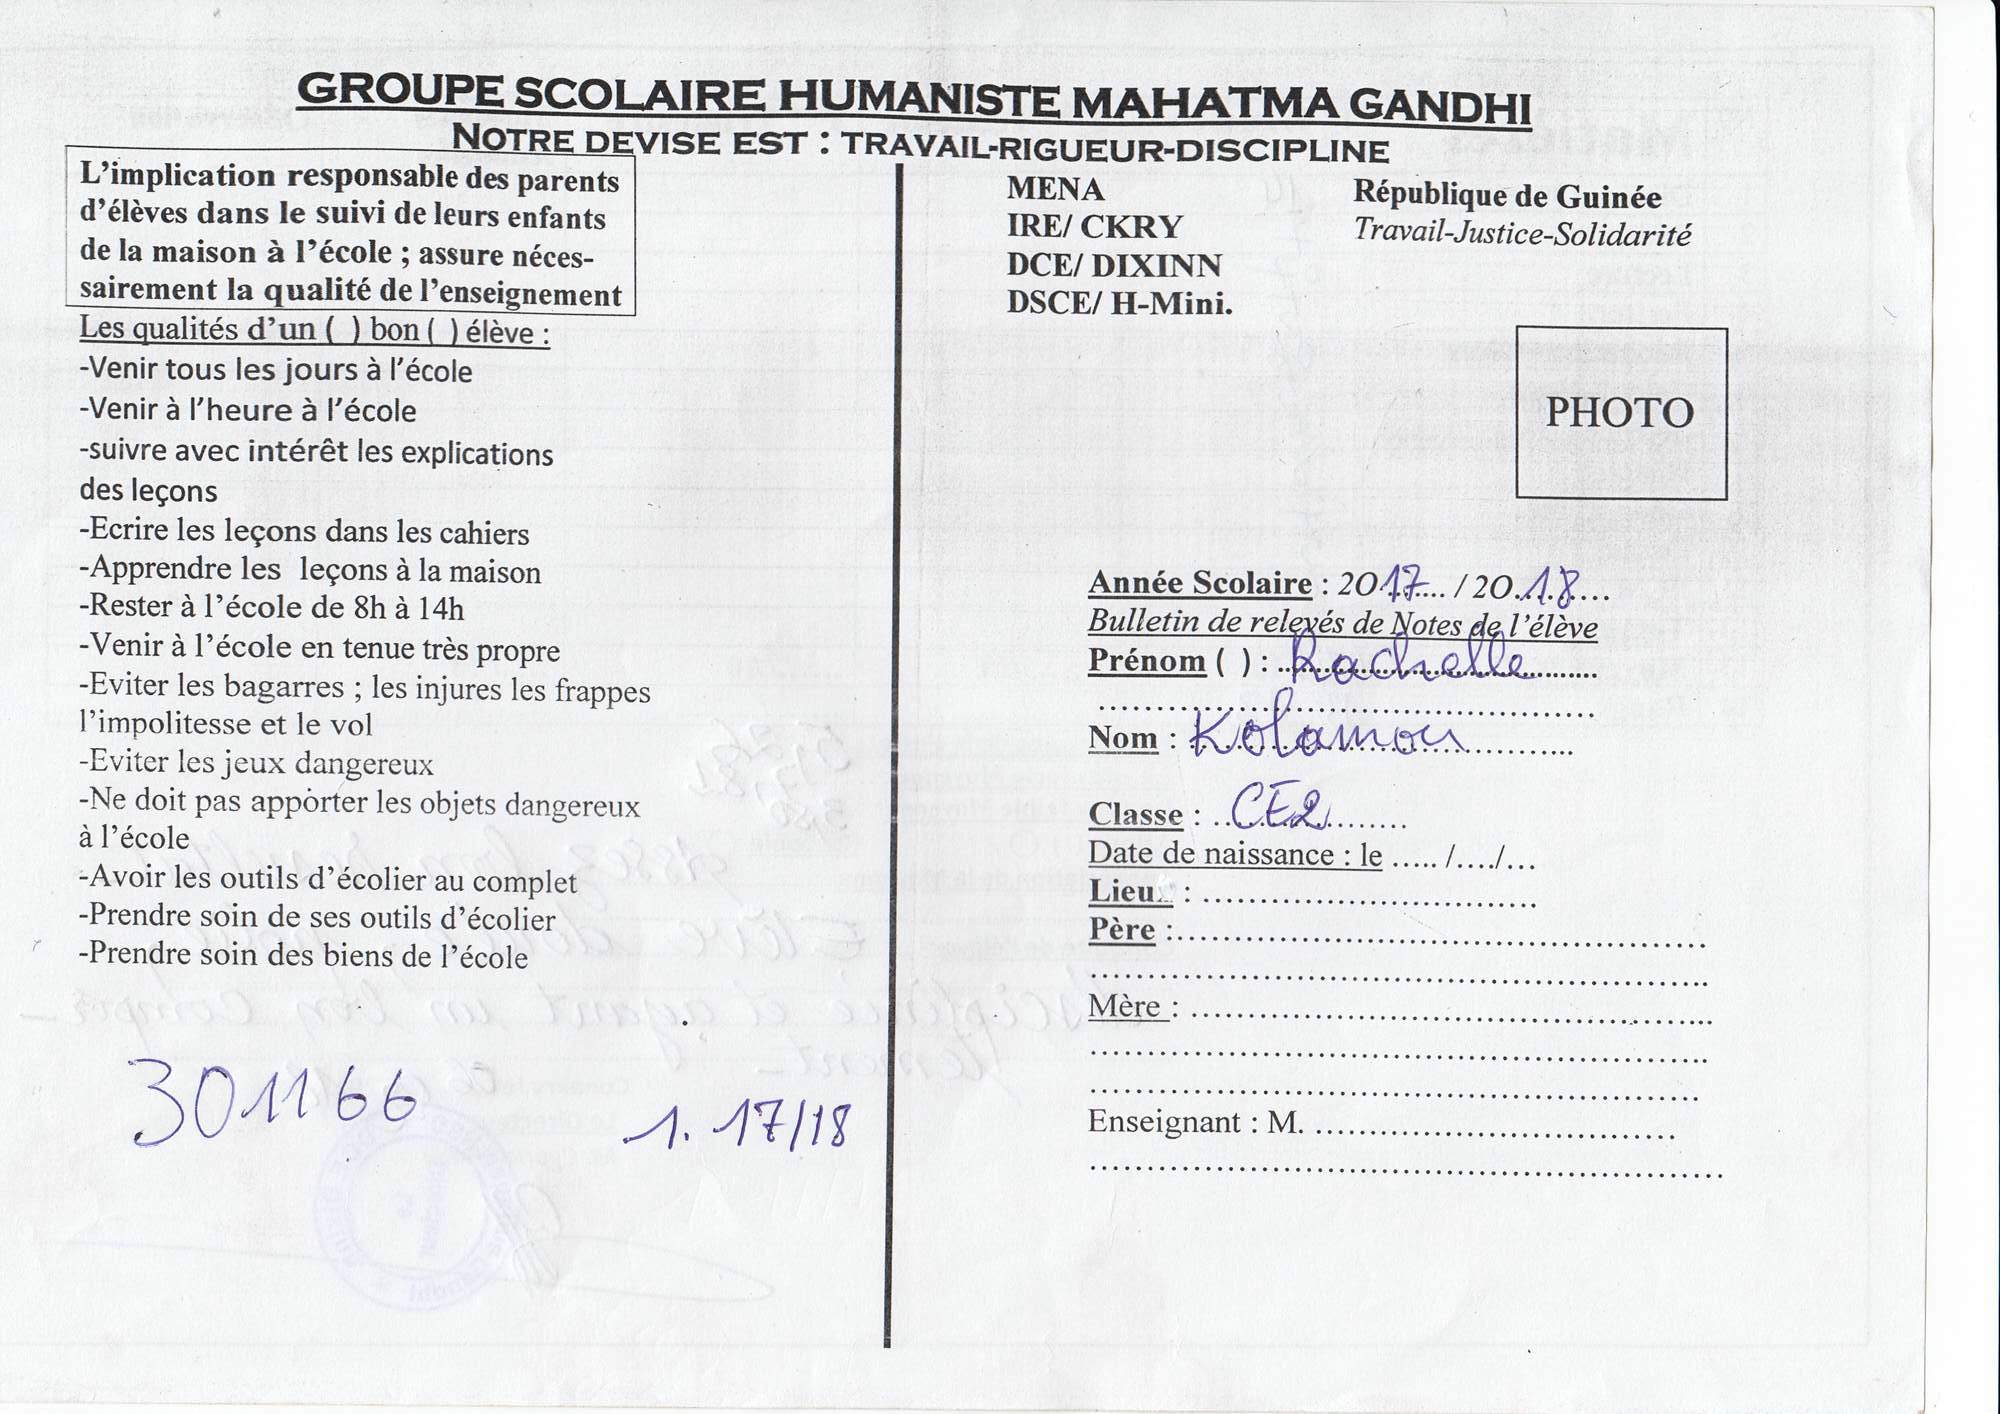 GROUPE SCOLAIRE HUMANISTE MAHATMA GANDHI
NOTRE DEVISE EST : TRAVAIL-RIGUEUR-DISCIPLINE
L'implication responsable des parents
d'élèves dans le suivi de leurs enfants
de la maison à l'école ; assure néces-
sairement la qualité de l'enseignement
Les qualités d'un ( ) bon ( ) élève :
-Venir tous les jours à l'école
-Venir à l'heure à l'école
-suivre avec intérêt les explications
des leçons
-Ecrire les leçons dans les cahiers
-Apprendre les leçons à la maison
-Rester à l'école de 8h à 14h
-Venir à l'école en tenue très propre
-Eviter les bagarres ; les injures les frappes
l'impolitesse et le vol
-Eviter les jeux dangereux
-Ne doit pas apporter les objets dangereux
à l'école
-Avoir les outils d'écolier au complet
-Prendre soin de ses outils d'écolier
-Prendre soin des biens de l'école
301166
1. 17/18
MENA
IRE/ CKRY
DCE/ DIXINN
DSCE/ H-Mini.
République de Guinée
Travail-Justice-Solidarité
PHOTO
Année Scolaire : 2017.... / 20.18....
Bulletin de relevés de Notes de l'élève
Prénom ( ) : Rachelle
Nom : Kolamou
Classe : CE2
Date de naissance : le ..... /..../...
Lieu : ....................................
Père :....................................
Mère : ....................................
Enseignant : M. ....................................